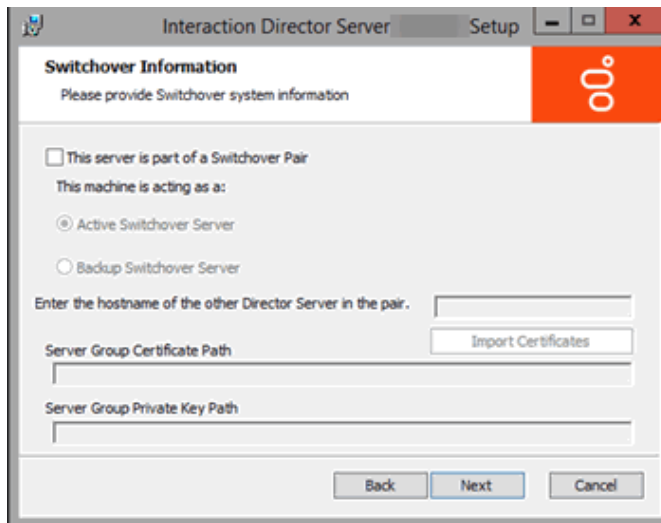 Interaction Director Server Setup
Switchover Information
Please provide Switchover system information
This server is part of a Switchover Pair
This machine is acting as a:
Active Switchover Server
Backup Switchover Server
Enter the hostname of the other Director Server in the pair.
Import Certificates
Server Group Certificate Path
Server Group Private Key Path
Back Next Cancel